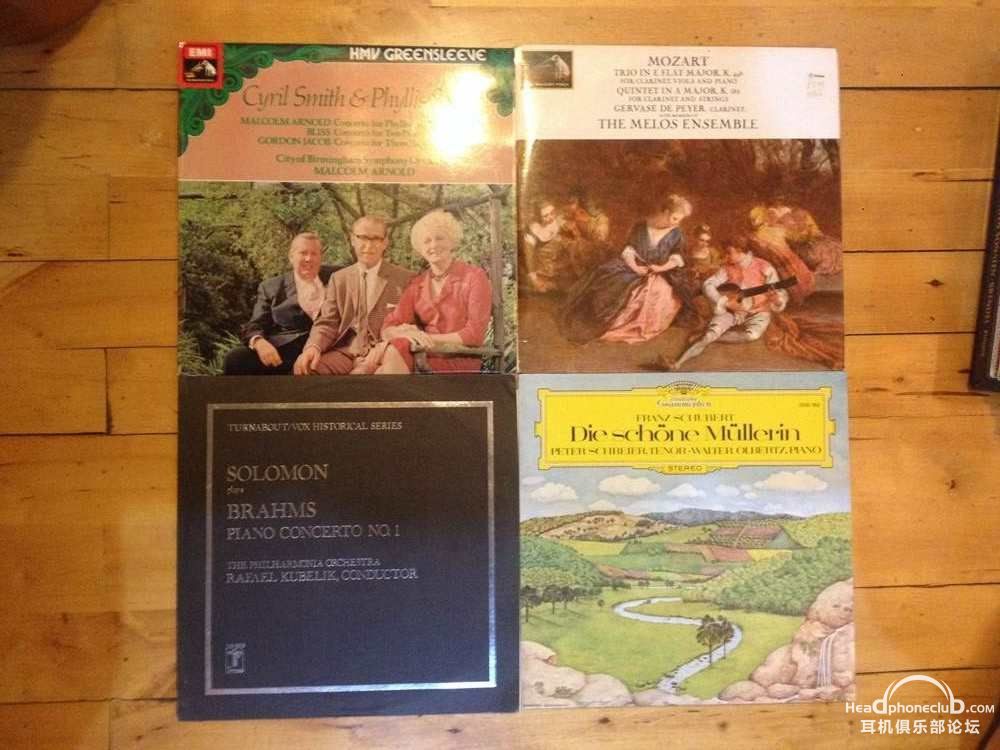 EMI
HMV GREENSLEEVE
Cyril Smith & Phyllis
MALCOLM ARNOLD: Concerto for
BLISS: Concerto for Two
GORDON JACOB: Concerto for Three
City of Birmingham Symphony
MALCOLM ARNOLD
MOZART
TRIO IN E FLAT MAJOR, K.
FOR CLARINET, VIOLA AND PIANO
QUINTET IN A MAJOR, K.
FOR CLARINET AND STRINGS
GERVASE DE PEYER, CLARINET
THE MELOS ENSEMBLE
TURNABOUT/VOX HISTORICAL SERIES
SOLOMON
plays
BRAHMS
PIANO CONCERTO NO. 1
THE PHILHARMONIA ORCHESTRA
RAFAEL KUBELIK, CONDUCTOR
FRANZ SCHUBERT
Die schöne Müllerin
PETER SCHREIER, TENOR·WALTER OLBERTZ, PIANO
STEREO
HeadphoneclubD.com
耳机俱乐部论坛